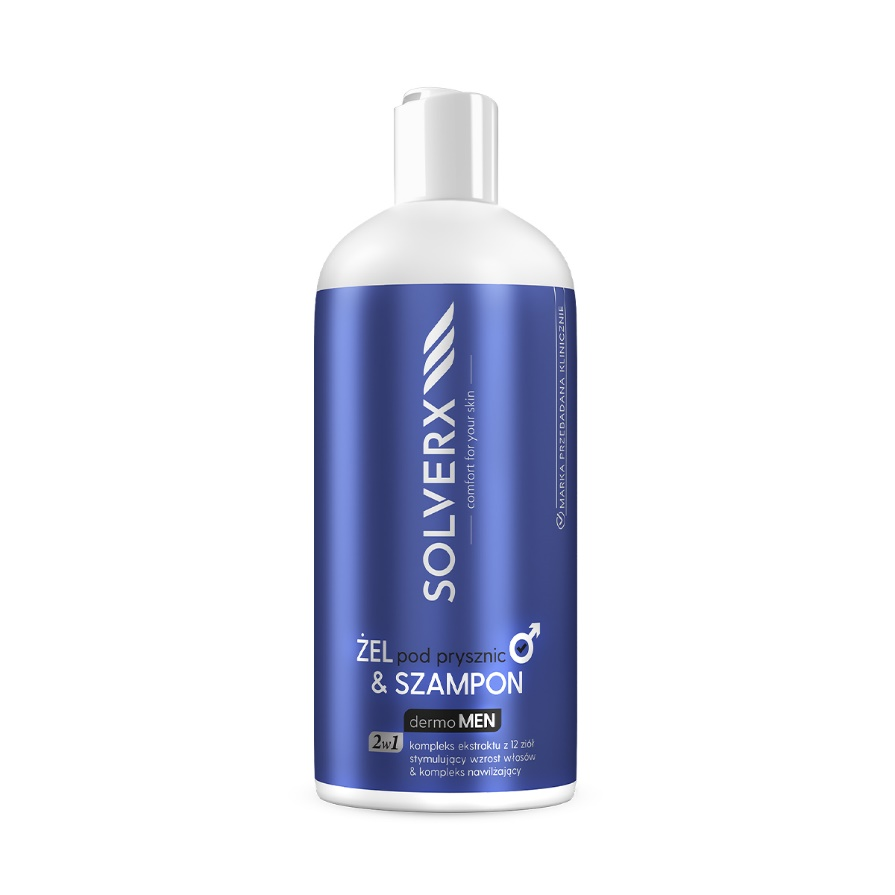 SOLVERX
comfort for your skin
MARKA PRZEBADANA KLINICZNIE
ŻEL pod prysznic
& SZAMPON
dermo MEN
2w1
kompleks ekstraktu z 12 ziół
stymulujący wzrost włosów
& kompleks nawilżający